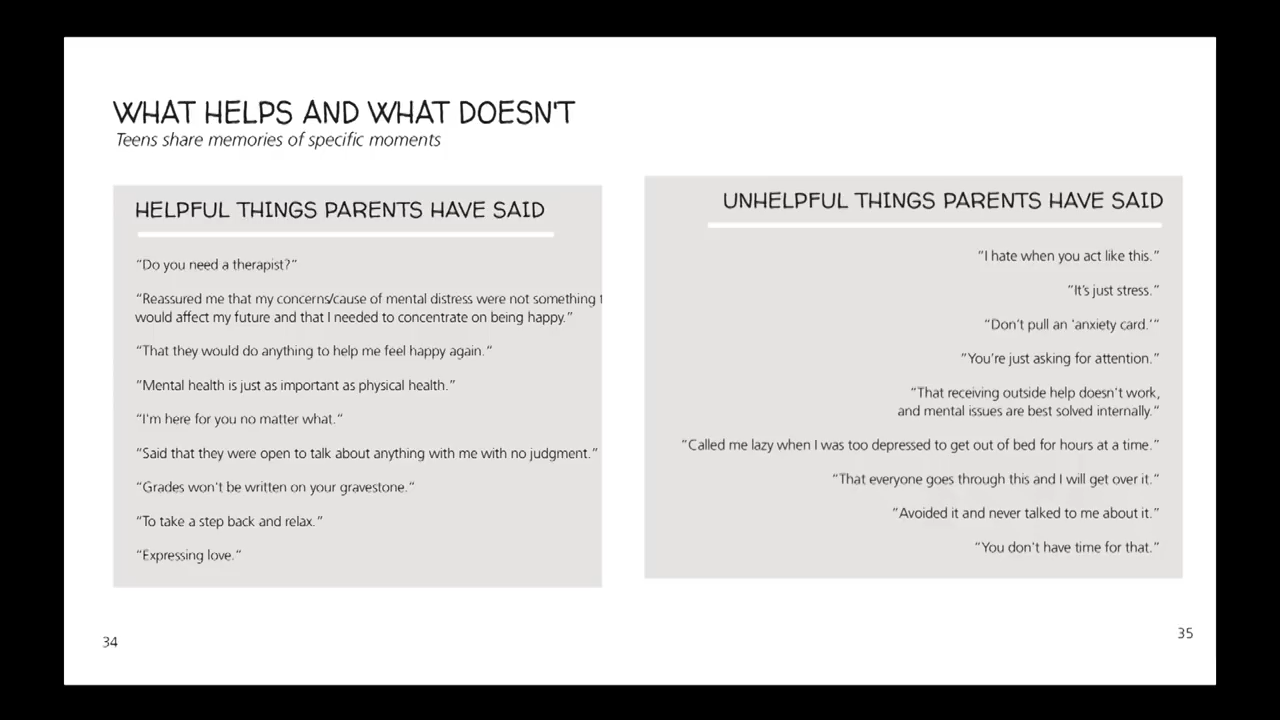 WHAT HELPS AND WHAT DOESN'T
Teens share memories of specific moments
HELPFUL THINGS PARENTS HAVE SAID
“Do you need a therapist?”
“Reassured me that my concerns/cause of mental distress were not something
would affect my future and that I needed to concentrate on being happy.”
“That they would do anything to help me feel happy again.”
“Mental health is just as important as physical health.”
“I'm here for you no matter what.”
“Said that they were open to talk about anything with me with no judgment.”
“Grades won't be written on your gravestone.”
“To take a step back and relax.”
“Expressing love.”
34
UNHELPFUL THINGS PARENTS HAVE SAID
“I hate when you act like this.”
“It's just stress.”
“Don't pull an 'anxiety card.'”
“You're just asking for attention.”
“That receiving outside help doesn't work,
and mental issues are best solved internally.”
“Called me lazy when I was too depressed to get out of bed for hours at a time.”
“That everyone goes through this and I will get over it.”
“Avoided it and never talked to me about it.”
“You don't have time for that.”
35